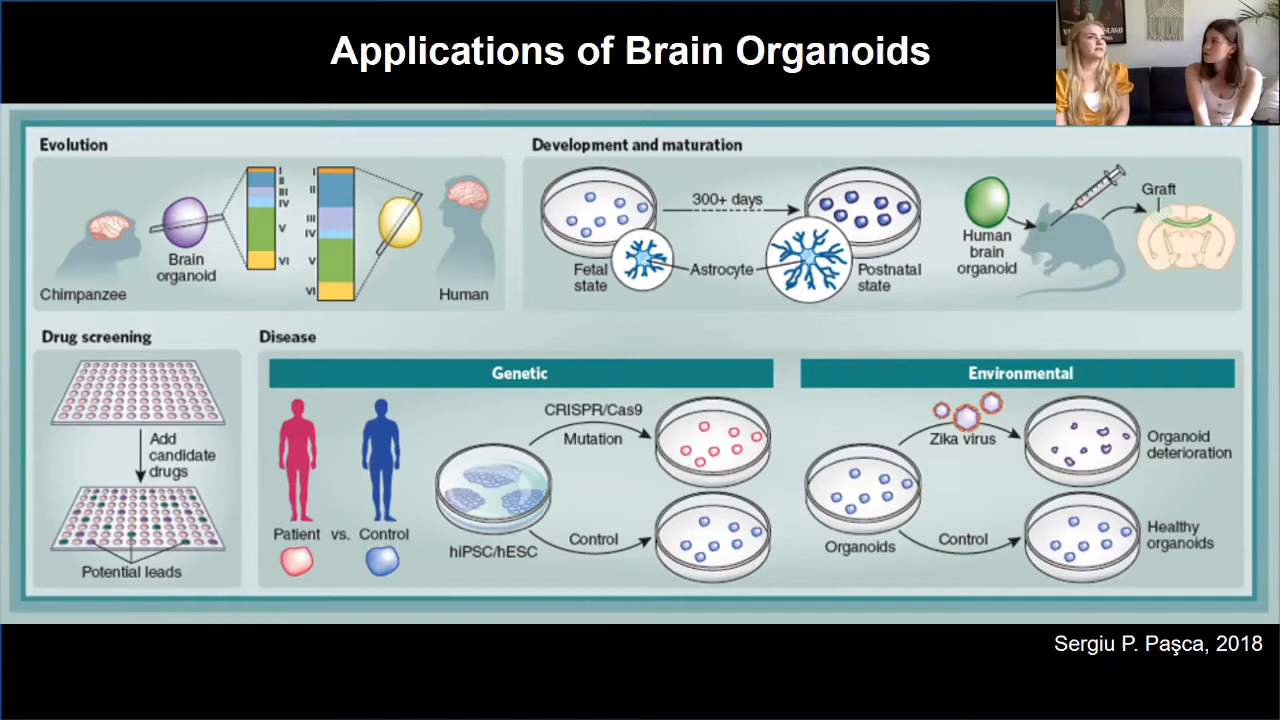 Applications of Brain Organoids
Evolution
Chimpanzee
Brain
organoid
I
II
III
IV
V
VI
I
II
III
IV
V
VI
Human
Development and maturation
300+ days
Fetal
state
Astrocyte
Postnatal
state
Human
brain
organoid
Graft
Drug screening
Add
candidate
drugs
Potential leads
Disease
Genetic
Patient vs. Control
hiPSC/hESC
CRISPR/Cas9
Mutation
Control
Environmental
Organoids
Zika virus
Control
Organoid
deterioration
Healthy
organoids
Sergiu P. Paşca, 2018